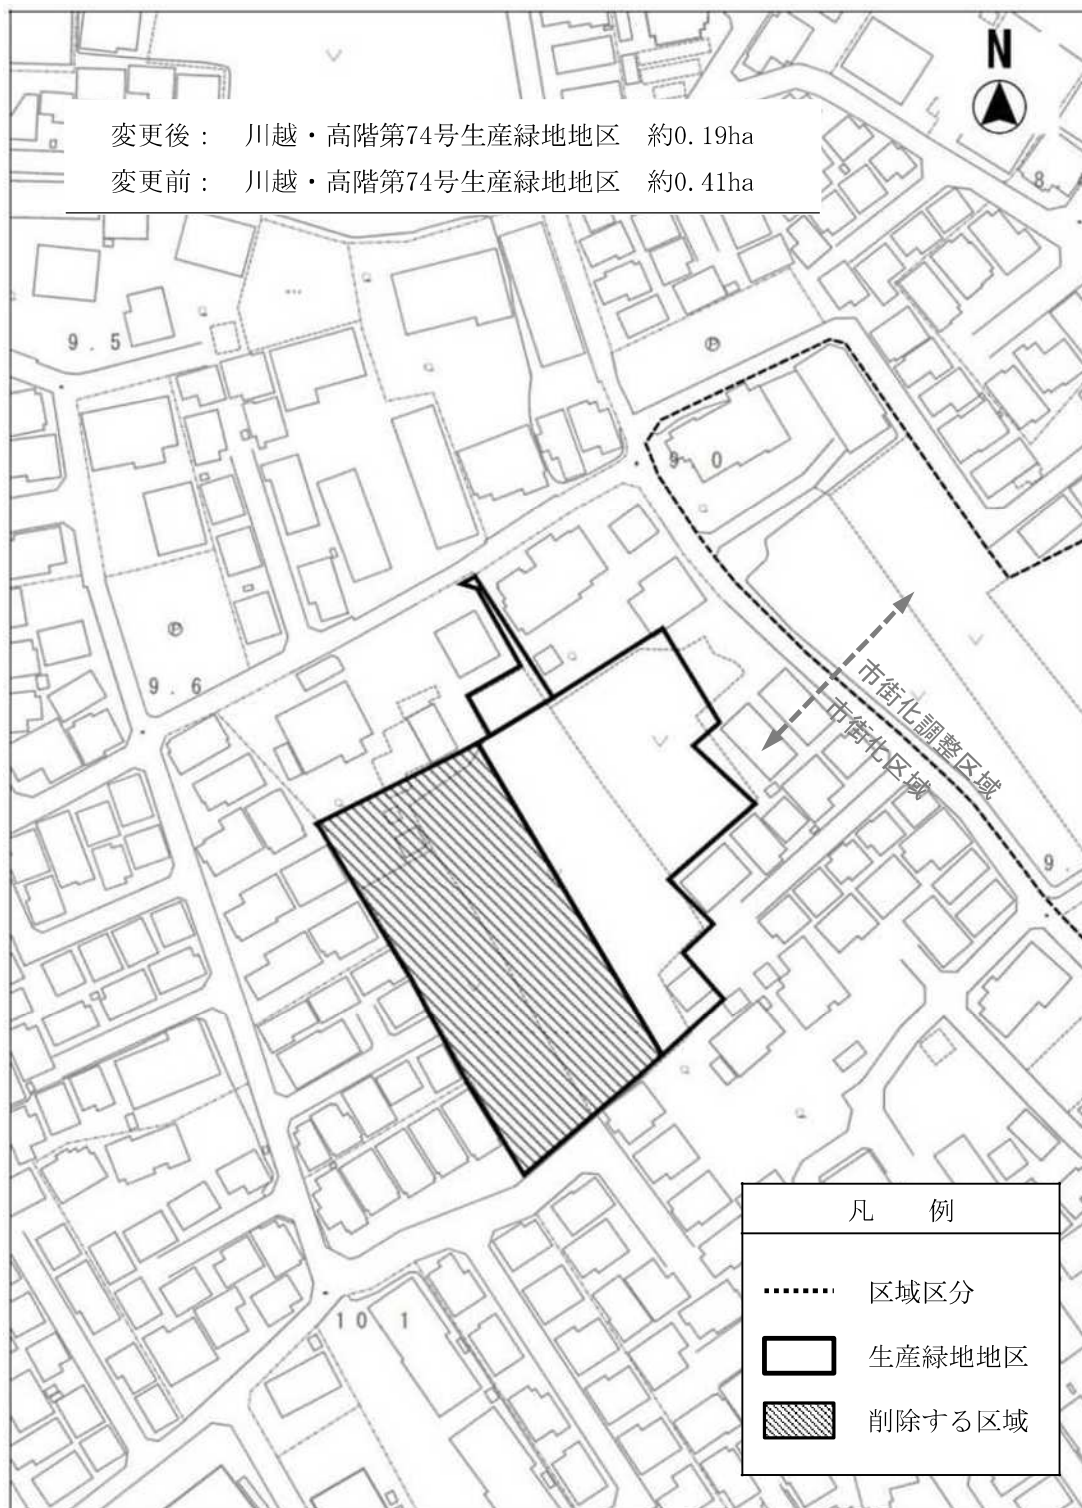 N
変更後： 川越・高階第74号生産緑地地区 約0.19ha
変更前： 川越・高階第74号生産緑地地区 約0.41ha
8
9.5
9 0
9.6
市街化調整区域
市街化区域
9.
10 1
凡 例
区域区分
生産緑地地区
削除する区域